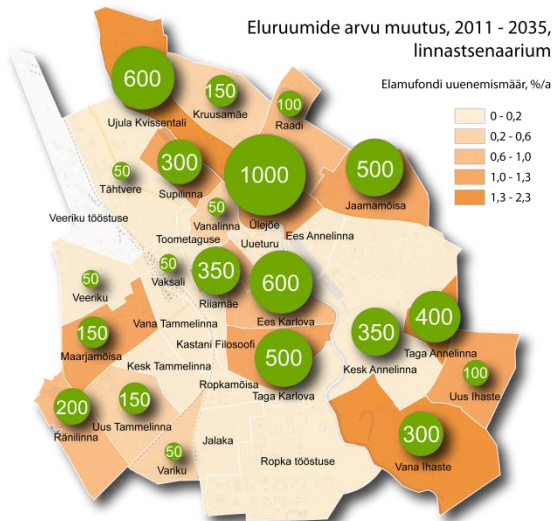 Eluruumide arvu muutus, 2011 - 2035,
linnastsenaarium
Elamufondi uuenemismäär, %/a
0 - 0,2
0,2 - 0,6
0,6 - 1,0
1,0 - 1,3
1,3 - 2,3
600
Ujula Kvissentali
150
Kruusamäe
100
Raadi
50
Tähtvere
300
Supilinna
1000
Ülejõe
500
Jaamamõisa
50
Vanalinna
Ees Annelinna
Veeriku tööstuse
Toometaguse
Uueturu
50
Veeriku
50
Vaksali
350
Riiamäe
600
Ees Karlova
150
Maarjamõisa
Vana Tammelinna
Kastani Filosoofi
350
Kesk Annelinna
400
Taga Annelinna
Kesk Tammelinna
500
Taga Karlova
100
Uus Ihaste
Ropkamõisa
200
Ränilinna
150
Uus Tammelinna
300
Vana Ihaste
50
Variku
Jalaka
Ropka tööstuse